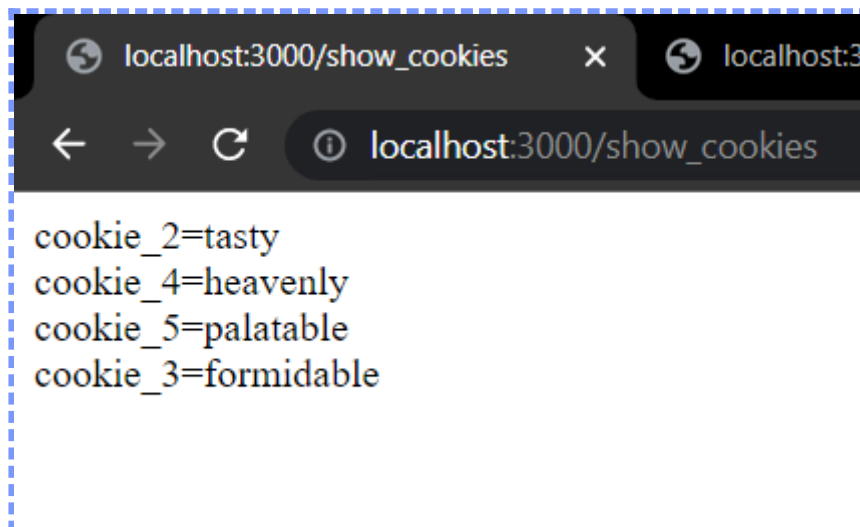 localhost:3000/show_cookies
localhost:3
localhost:3000/show_cookies
cookie_2=tasty
cookie_4=heavenly
cookie_5=palatable
cookie_3=formidable